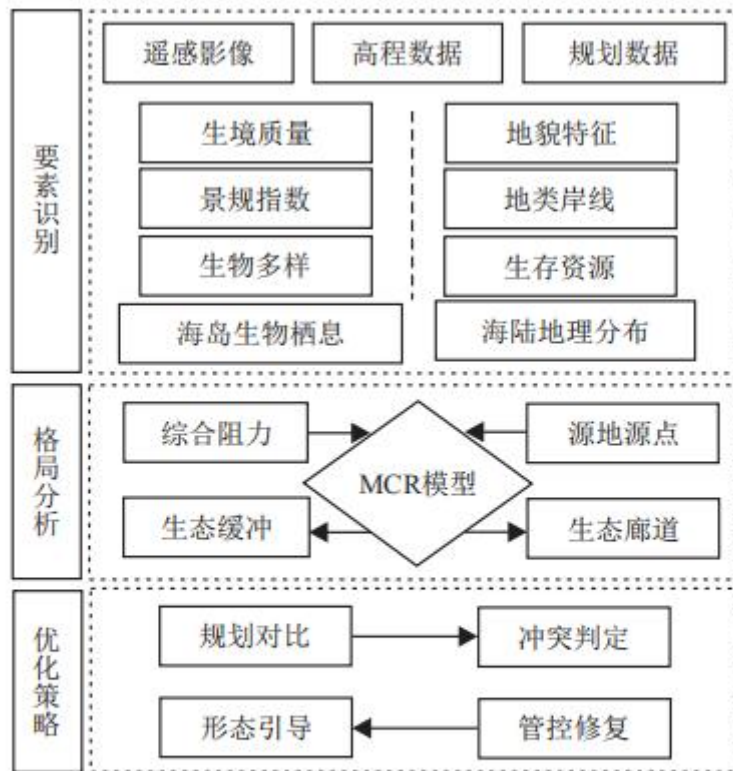 要素识别
遥感影像 高程数据 规划数据
生境质量 地貌特征
景规指数 地类岸线
生物多样 生存资源
海岛生物栖息 海陆地理分布
格局分析
综合阻力 源地源点
MCR模型
生态缓冲 生态廊道
优化策略
规划对比 冲突判定
形态引导 管控修复